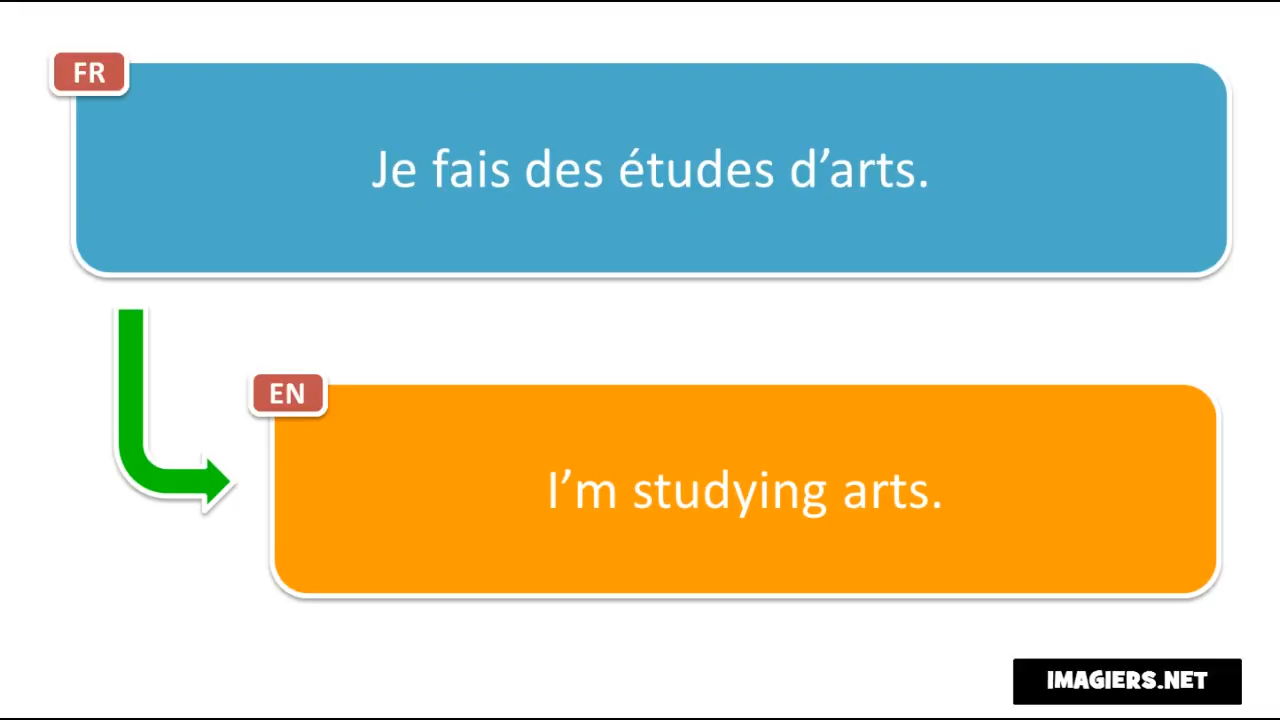 FR
Je fais des études d’arts.
EN
I’m studying arts.
IMAGIERS.NET